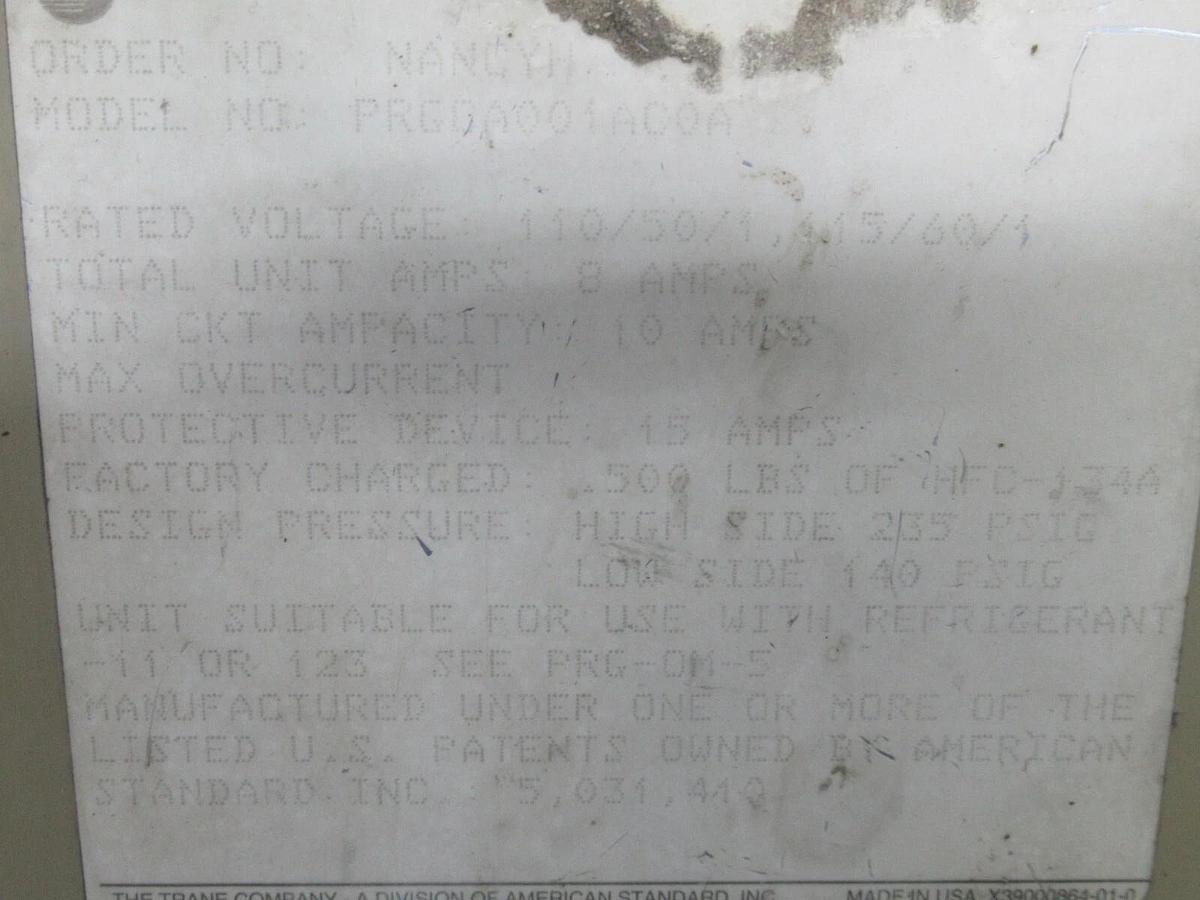 ORDER NO: NANCYH
MODEL NO: PRGDA001AC0A
RATED VOLTAGE: 110/50/1,115/60/1
TOTAL UNIT AMPS: 8 AMPS
MIN CKT AMPACITY: 10 AMPS
MAX OVERCURRENT
PROTECTIVE DEVICE: 15 AMPS
FACTORY CHARGED: .500 LBS OF HFC-134A
DESIGN PRESSURE: HIGH SIDE 235 PSIG
LOW SIDE 140 PSIG
UNIT SUITABLE FOR USE WITH REFRIGERANT
-11 OR 123 SEE PRG-OM-5
MANUFACTURED UNDER ONE OR MORE OF THE
LISTED U.S. PATENTS OWNED BY AMERICAN
STANDARD INC. : 5,031,410
THE TRANE COMPANY, A DIVISION OF AMERICAN STANDARD, INC. MADE IN USA X39000864-01-0